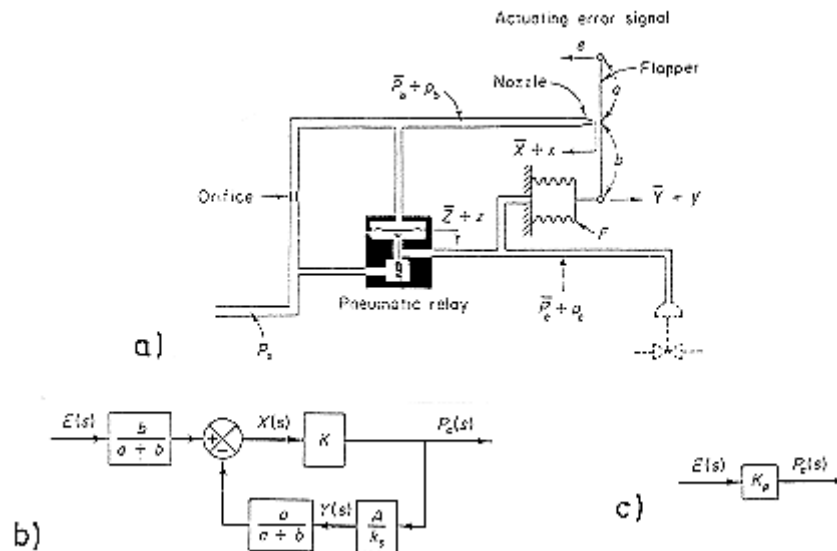 Actuating error signal
e
Flapper
Nozzle
a
P̅b + pb
X̅ + x
b
Orifice
Z̅ + z
Y̅ + y
F
Pneumatic relay
P̅c + pc
Ps
a)
E(s)
b
a + b
+
-
X(s)
K
Pc(s)
a
a + b
Y(s)
A
ks
b)
E(s)
Kp
Pc(s)
c)